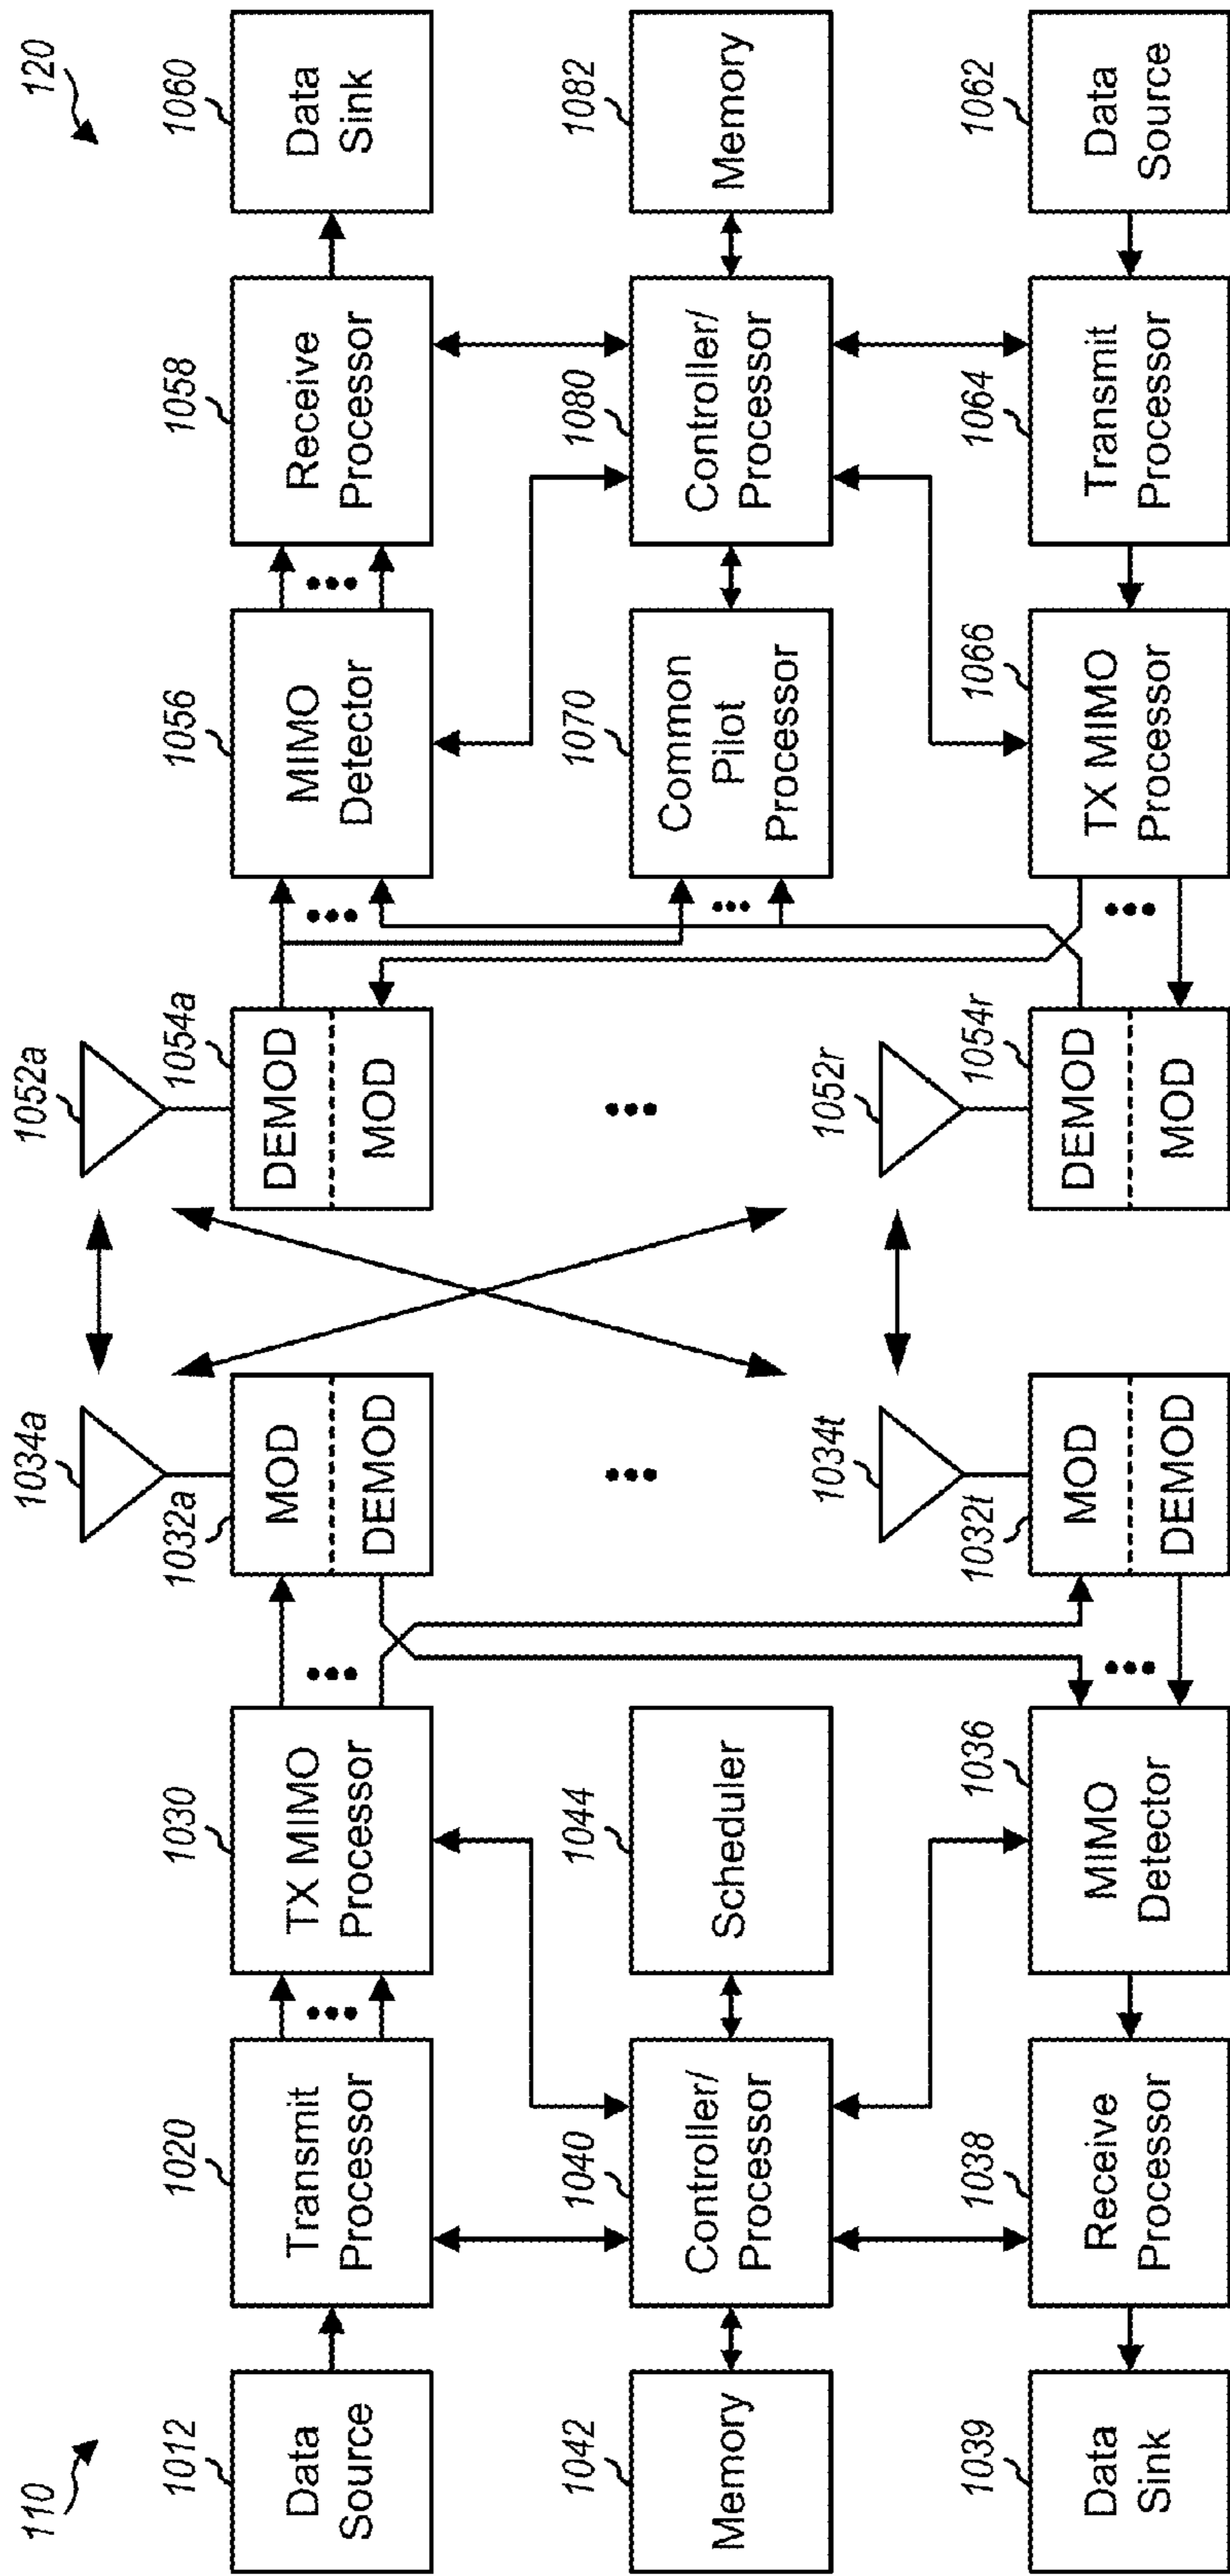 110
120
1012
Data
Source
1020
Transmit
Processor
1030
TX MIMO
Processor
1034a
1032a
MOD
DEMOD
1052a
1054a
DEMOD
MOD
1056
MIMO
Detector
1058
Receive
Processor
1060
Data
Sink
1042
Memory
1040
Controller/
Processor
1044
Scheduler
1070
Common
Pilot
Processor
1080
Controller/
Processor
1082
Memory
1039
Data
Sink
1038
Receive
Processor
1036
MIMO
Detector
1034t
1032t
MOD
DEMOD
1052r
1054r
DEMOD
MOD
1066
TX MIMO
Processor
1064
Transmit
Processor
1062
Data
Source